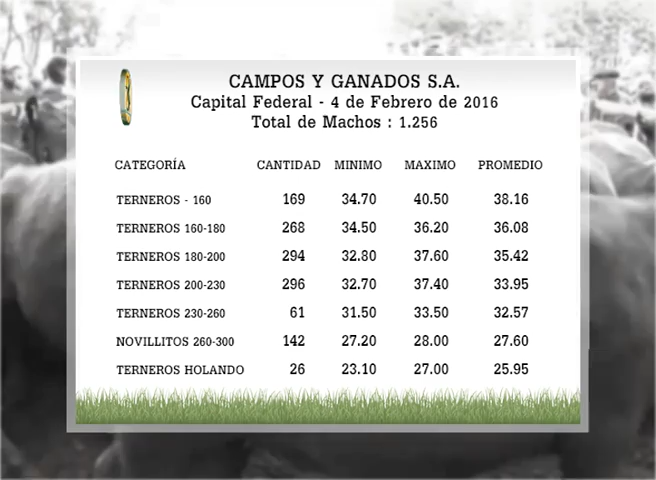 CAMPOS Y GANADOS S.A.
Capital Federal - 4 de Febrero de 2016
Total de Machos : 1.256
CATEGORÍA CANTIDAD MINIMO MAXIMO PROMEDIO
TERNEROS - 160 169 34.70 40.50 38.16
TERNEROS 160-180 268 34.50 36.20 36.08
TERNEROS 180-200 294 32.80 37.60 35.42
TERNEROS 200-230 296 32.70 37.40 33.95
TERNEROS 230-260 61 31.50 33.50 32.57
NOVILLITOS 260-300 142 27.20 28.00 27.60
TERNEROS HOLANDO 26 23.10 27.00 25.95